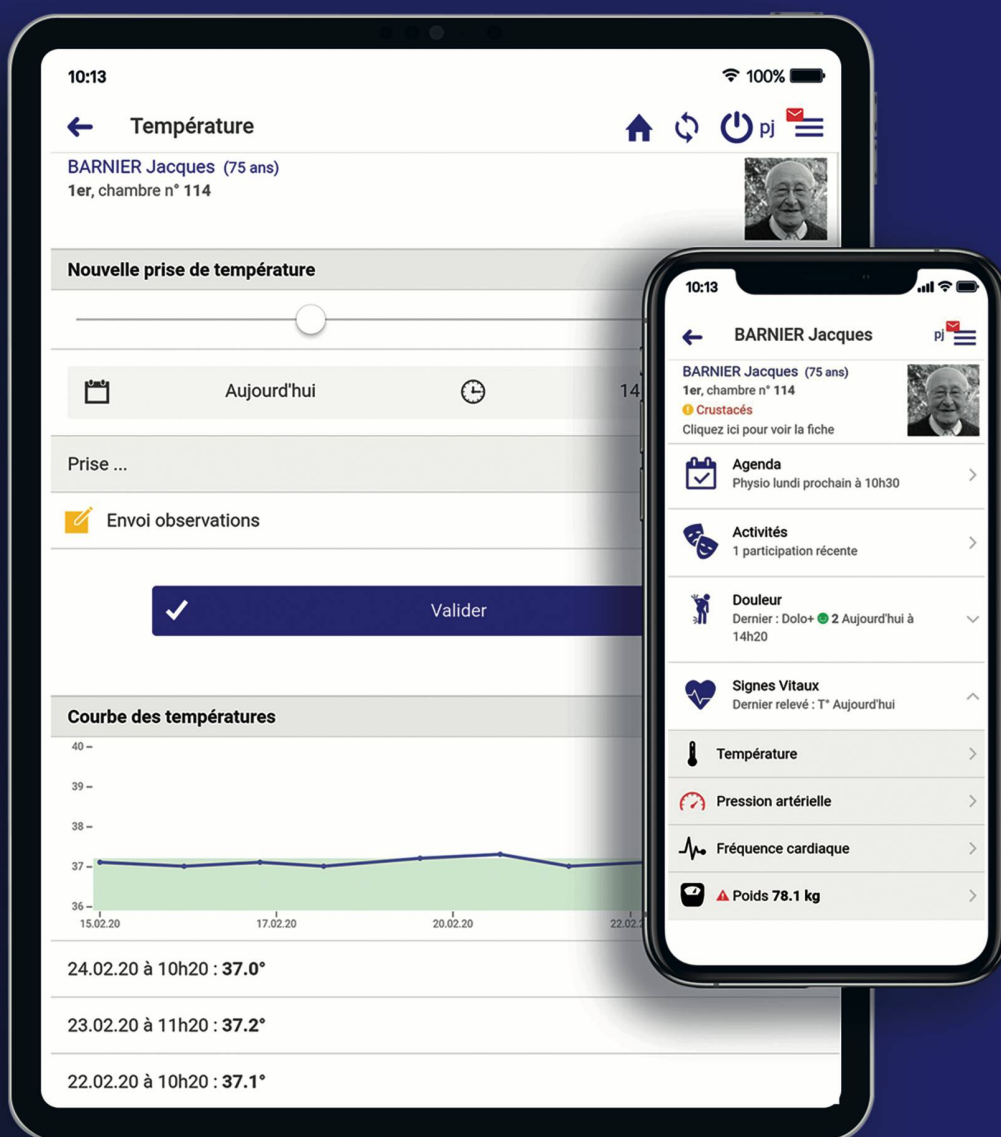 10:13
100%
Température
pj
BARNIER Jacques (75 ans)
1er, chambre n° 114
Nouvelle prise de température
Aujourd'hui
14
Prise ...
Envoi observations
Valider
Courbe des températures
40
39
38
37
36
15.02.20
17.02.20
20.02.20
24.02.20 à 10h20 : 37.0°
23.02.20 à 11h20 : 37.2°
22.02.20 à 10h20 : 37.1°
10:13
BARNIER Jacques
pj
BARNIER Jacques (75 ans)
1er, chambre n° 114
Crustacés
Cliquez ici pour voir la fiche
Agenda
Physio lundi prochain à 10h30
Activités
1 participation récente
Douleur
Dernier : Dolo+ 2 Aujourd'hui à
14h20
Signes Vitaux
Dernier relevé : T° Aujourd'hui
Température
Pression artérielle
Fréquence cardiaque
Poids 78.1 kg